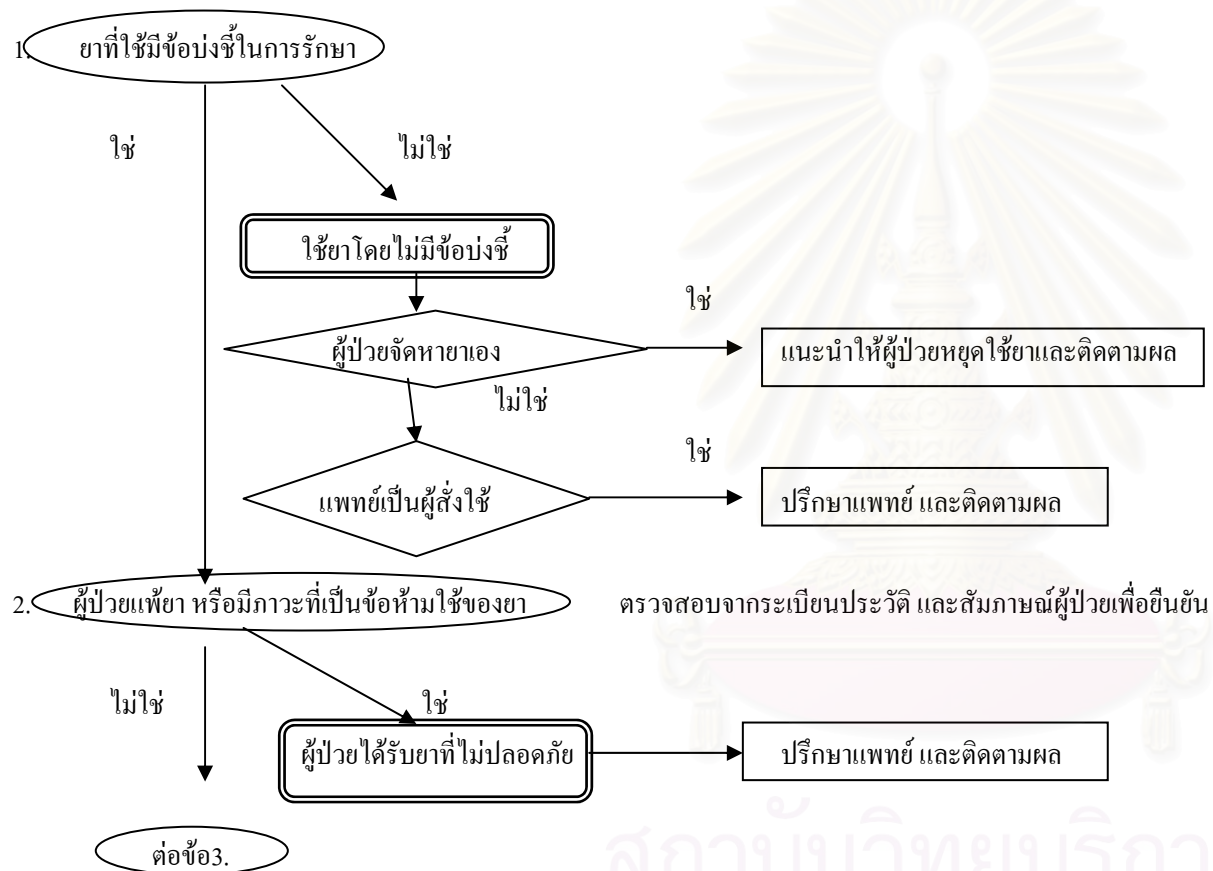 1. ยาที่ใช้มีข้อบ่งชี้ในการรักษา
ใช่
ไม่ใช่
ใช้ยาโดยไม่มีข้อบ่งชี้
ผู้ป่วยจัดหายาเอง
ใช่
แนะนำให้ผู้ป่วยหยุดใช้ยาและติดตามผล
ไม่ใช่
แพทย์เป็นผู้สั่งใช้
ใช่
ปรึกษาแพทย์ และติดตามผล
2. ผู้ป่วยแพ้ยา หรือมีภาวะที่เป็นข้อห้ามใช้ของยา
ตรวจสอบจากระเบียนประวัติ และสัมภาษณ์ผู้ป่วยเพื่อยืนยัน
ไม่ใช่
ใช่
ผู้ป่วยได้รับยาที่ไม่ปลอดภัย
ปรึกษาแพทย์ และติดตามผล
ต่อข้อ3.
สถาบันวิทยบริกา